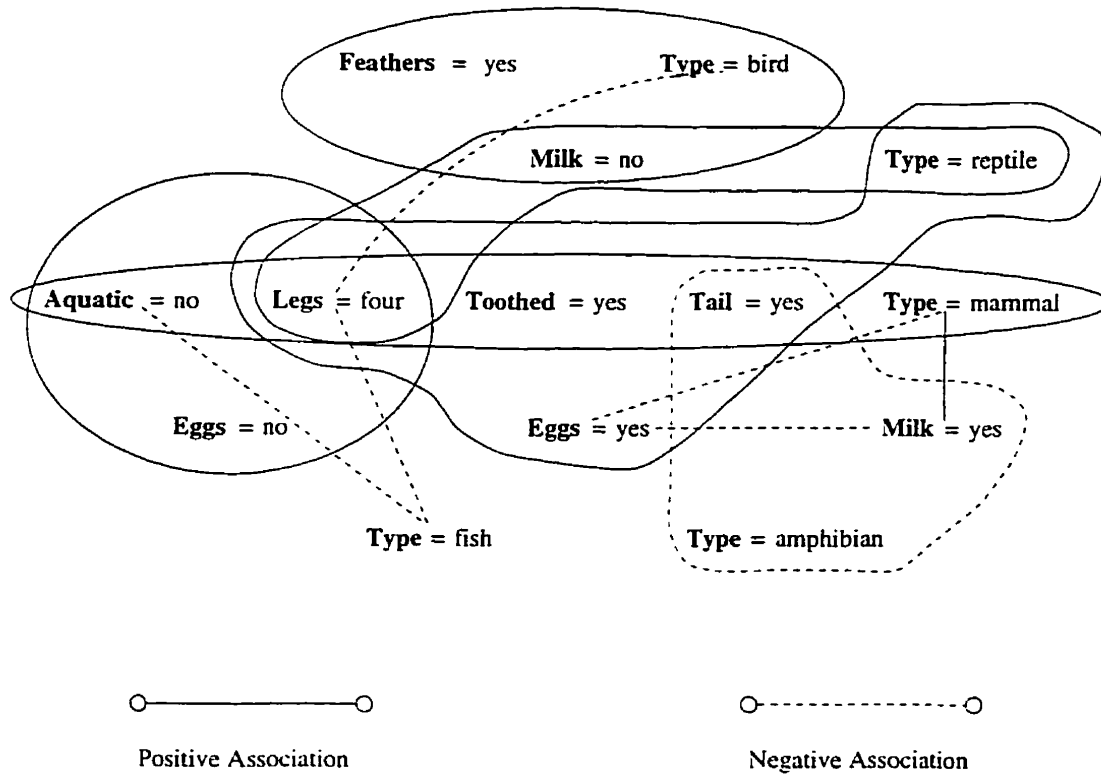 Feathers = yes Type = bird
Milk = no Type = reptile
Aquatic = no Legs = four Toothed = yes Tail = yes Type = mammal
Eggs = no Eggs = yes Milk = yes
Type = fish Type = amphibian
Positive Association Negative Association